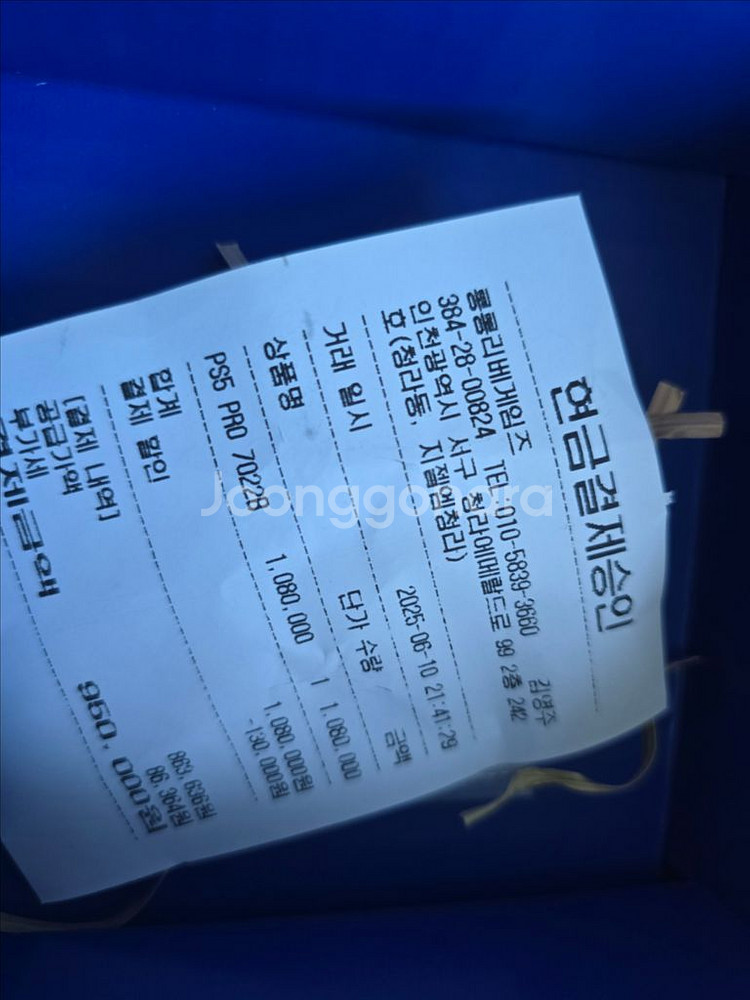 현금결제승인
롱롱리베게임즈 김병주
384-28-00824 TEL:010-5839-3660
인천광역시 서구 청라에메랄드로 99 2층 242
호(청라동, 지젤엠청라)
거래 일시 2025-06-10 21:41:29
상품명 단가 수량 금액
PS5 PRO 7022B
1,080,000 1 1,080,000
합계 1,080,000원
결제 할인 -130,000원
[결제 내역]
공급가액 863,636원
부가세 86,364원
결제금액 950,000원
Joonggonara